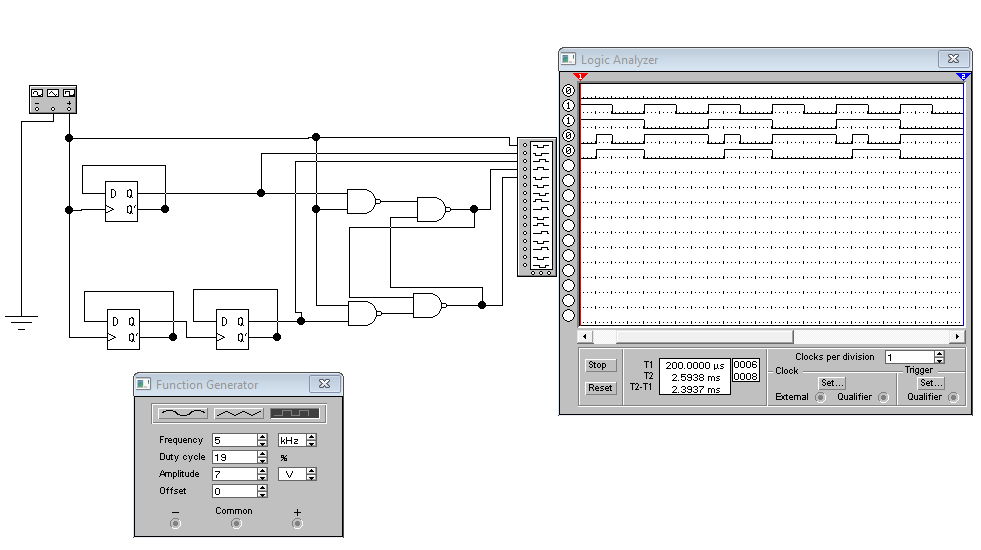 Logic Analyzer
1
2
0
1
1
0
0
− +
D Q
Q'
D Q
Q'
D Q
Q'
Stop
Reset
T1 200.0000 µs 0006
T2 2.5938 ms 0008
T2-T1 2.3937 ms
Clocks per division 1
Clock
Set...
External Qualifier
Trigger
Set...
Qualifier
Function Generator
Frequency 5 kHz
Duty cycle 19 %
Amplitude 7 V
Offset 0
− Common +